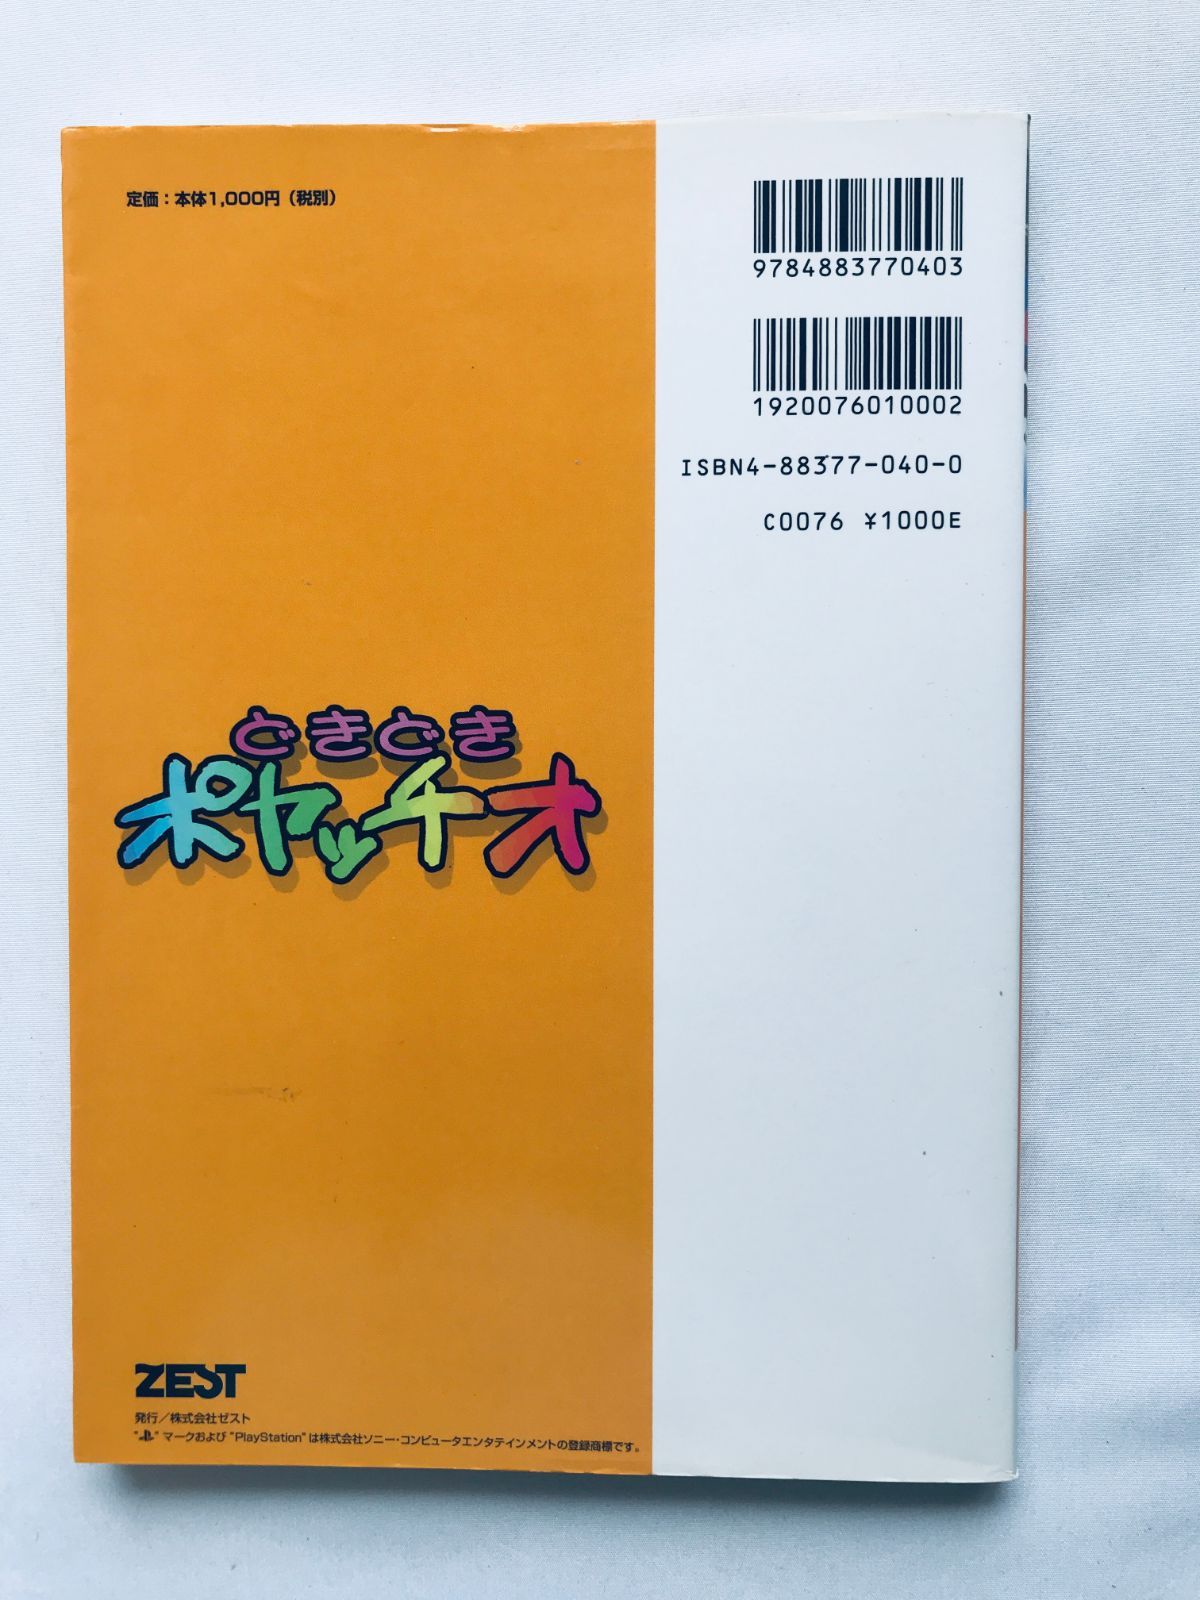 定価：本体1,000円（税別）
9784883770403
1920076010002
ISBN4-88377-040-0
C0076 ¥1000E
どきどき
ポヤッチオ
ZEST
発行／株式会社ゼスト
“ ” マークおよび “PlayStation” は株式会社ソニー・コンピュータエンタテインメントの登録商標です。